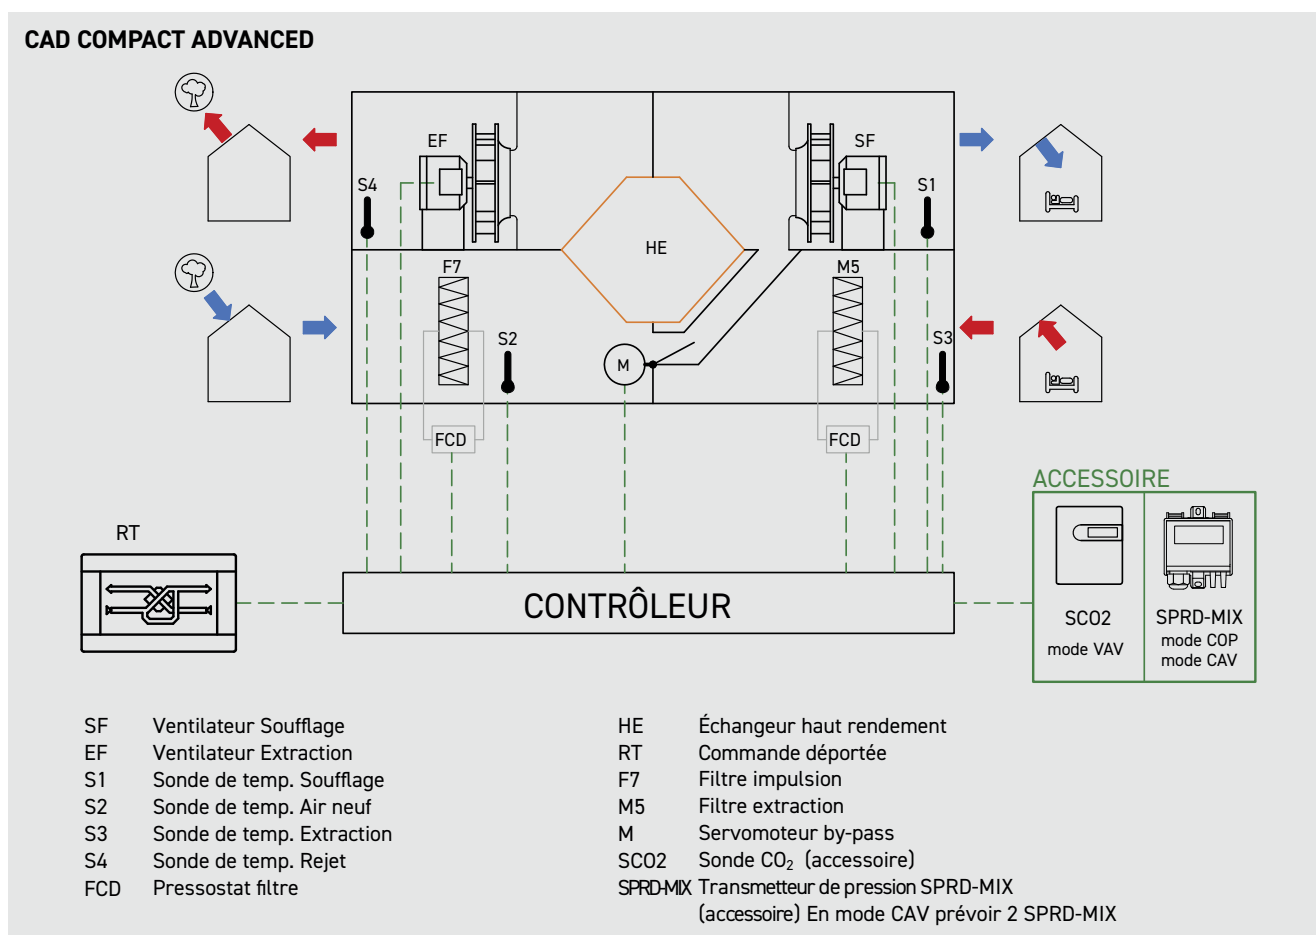 CAD COMPACT ADVANCED
EF
SF
S4
S1
HE
F7
M5
S2
S3
M
FCD
FCD
ACCESSOIRE
RT
CONTRÔLEUR
SCO2
mode VAV
SPRD-MIX
mode COP
mode CAV
SF Ventilateur Soufflage
EF Ventilateur Extraction
S1 Sonde de temp. Soufflage
S2 Sonde de temp. Air neuf
S3 Sonde de temp. Extraction
S4 Sonde de temp. Rejet
FCD Pressostat filtre
HE Échangeur haut rendement
RT Commande déportée
F7 Filtre impulsion
M5 Filtre extraction
M Servomoteur by-pass
SCO2 Sonde CO₂ (accessoire)
SPRD-MIX Transmetteur de pression SPRD-MIX
(accessoire) En mode CAV prévoir 2 SPRD-MIX